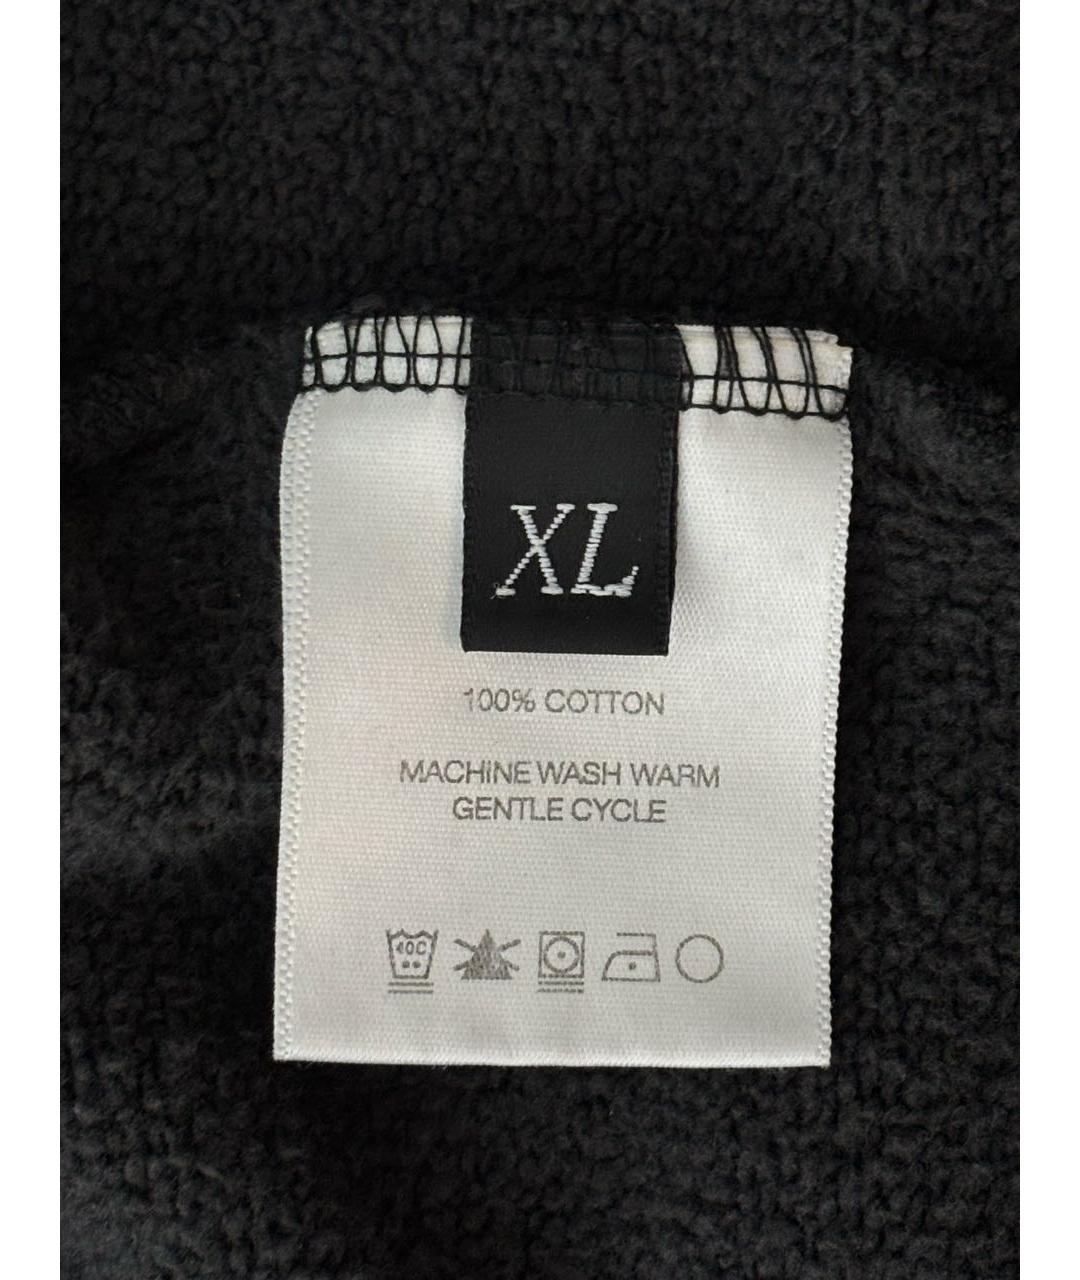 XL
100% COTTON
MACHINE WASH WARM
GENTLE CYCLE
40C